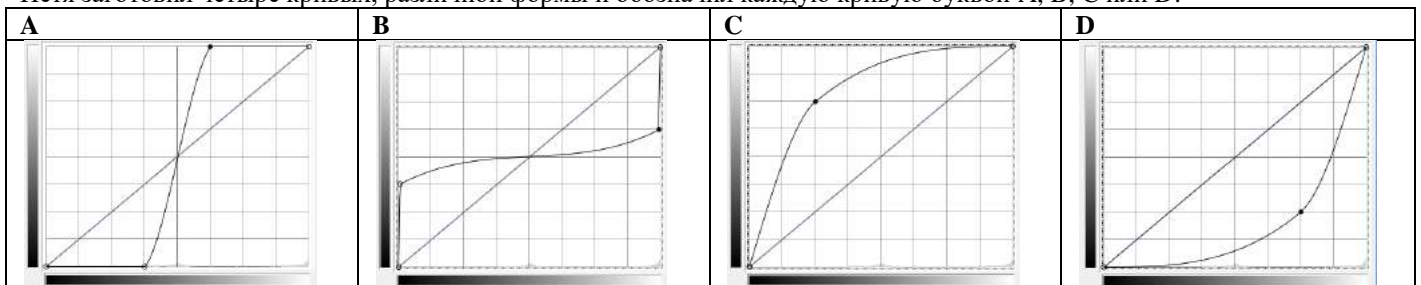 Петя заготовил четыре кривых, различной формы и обозначил каждую кривую буквой А, В, С или D:
A B C D